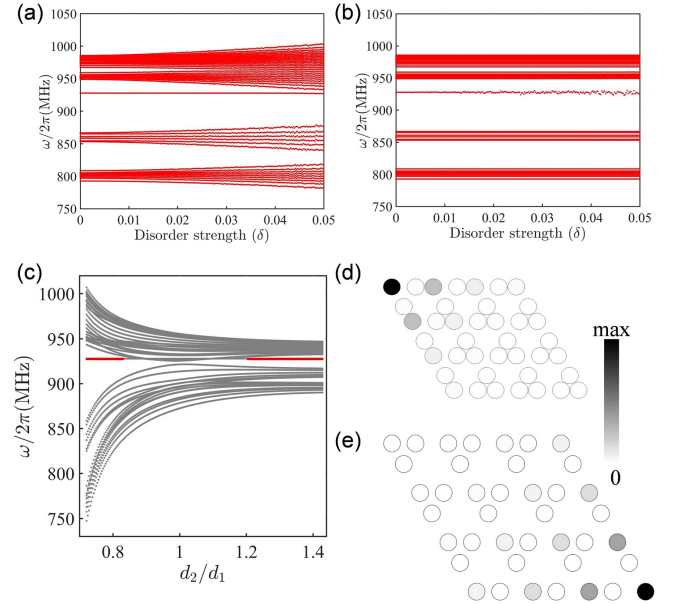 (a)
1050
1000
950
900
850
800
750
ω/2π(MHz)
0 0.01 0.02 0.03 0.04 0.05
Disorder strength (δ)
(b)
1050
1000
950
900
850
800
750
ω/2π(MHz)
0 0.01 0.02 0.03 0.04 0.05
Disorder strength (δ)
(c)
1000
950
900
850
800
750
ω/2π(MHz)
0.8 1 1.2 1.4
d₂/d₁
(d)
max
0
(e)